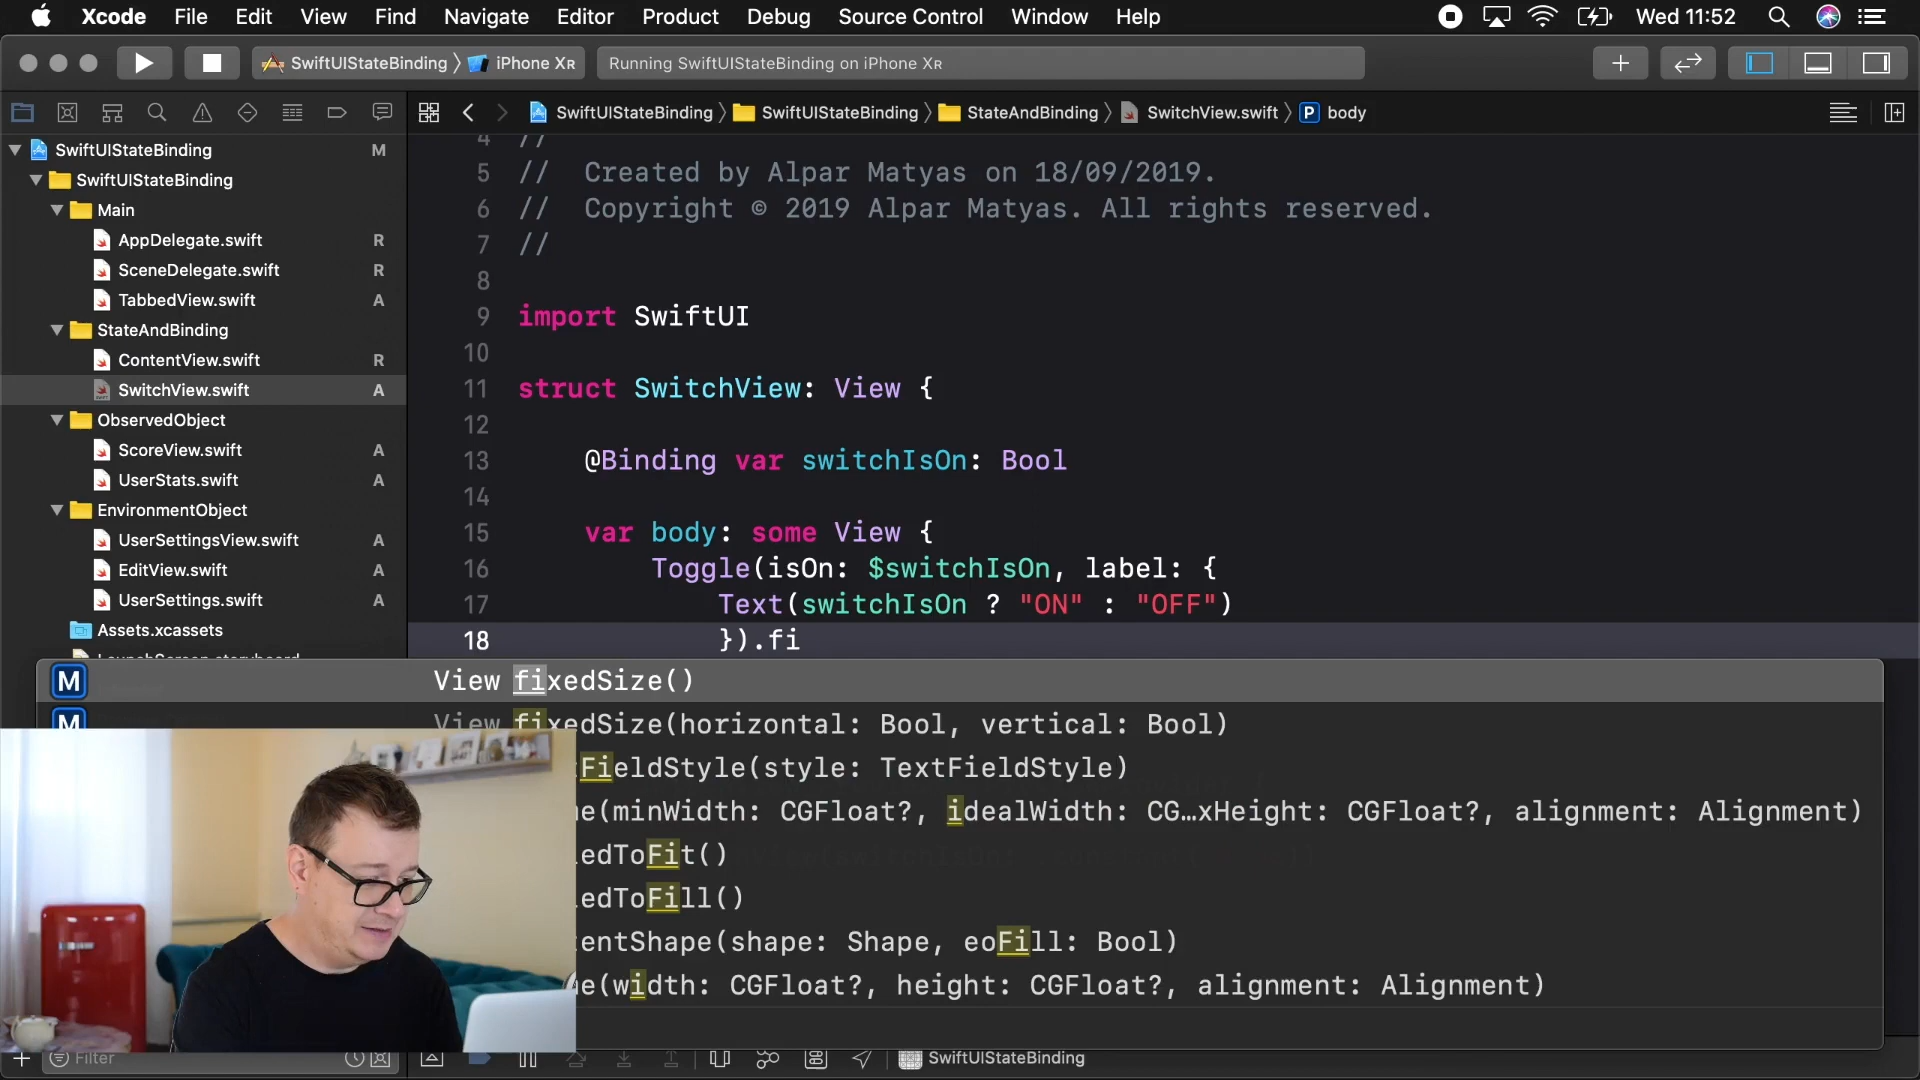 Xcode File Edit View Find Navigate Editor Product Debug Source Control Window Help Wed 11:52
SwiftUIStateBinding 〉 iPhone Xʀ Running SwiftUIStateBinding on iPhone Xʀ
SwiftUIStateBinding 〉 SwiftUIStateBinding 〉 StateAndBinding 〉 SwitchView.swift 〉 P body
SwiftUIStateBinding M
SwiftUIStateBinding
Main
AppDelegate.swift R
SceneDelegate.swift R
TabbedView.swift A
StateAndBinding
ContentView.swift R
SwitchView.swift A
ObservedObject
ScoreView.swift A
UserStats.swift A
EnvironmentObject
UserSettingsView.swift A
EditView.swift A
UserSettings.swift A
Assets.xcassets
4 //
5 // Created by Alpar Matyas on 18/09/2019.
6 // Copyright © 2019 Alpar Matyas. All rights reserved.
7 //
8
9 import SwiftUI
10
11 struct SwitchView: View {
12
13 @Binding var switchIsOn: Bool
14
15 var body: some View {
16 Toggle(isOn: $switchIsOn, label: {
17 Text(switchIsOn ? "ON" : "OFF")
18 }).fi
M View fixedSize()
M View fixedSize(horizontal: Bool, vertical: Bool)
FieldStyle(style: TextFieldStyle)
e(minWidth: CGFloat?, idealWidth: CG…xHeight: CGFloat?, alignment: Alignment)
edToFit()
edToFill()
entShape(shape: Shape, eoFill: Bool)
e(width: CGFloat?, height: CGFloat?, alignment: Alignment)
Filter
SwiftUIStateBinding